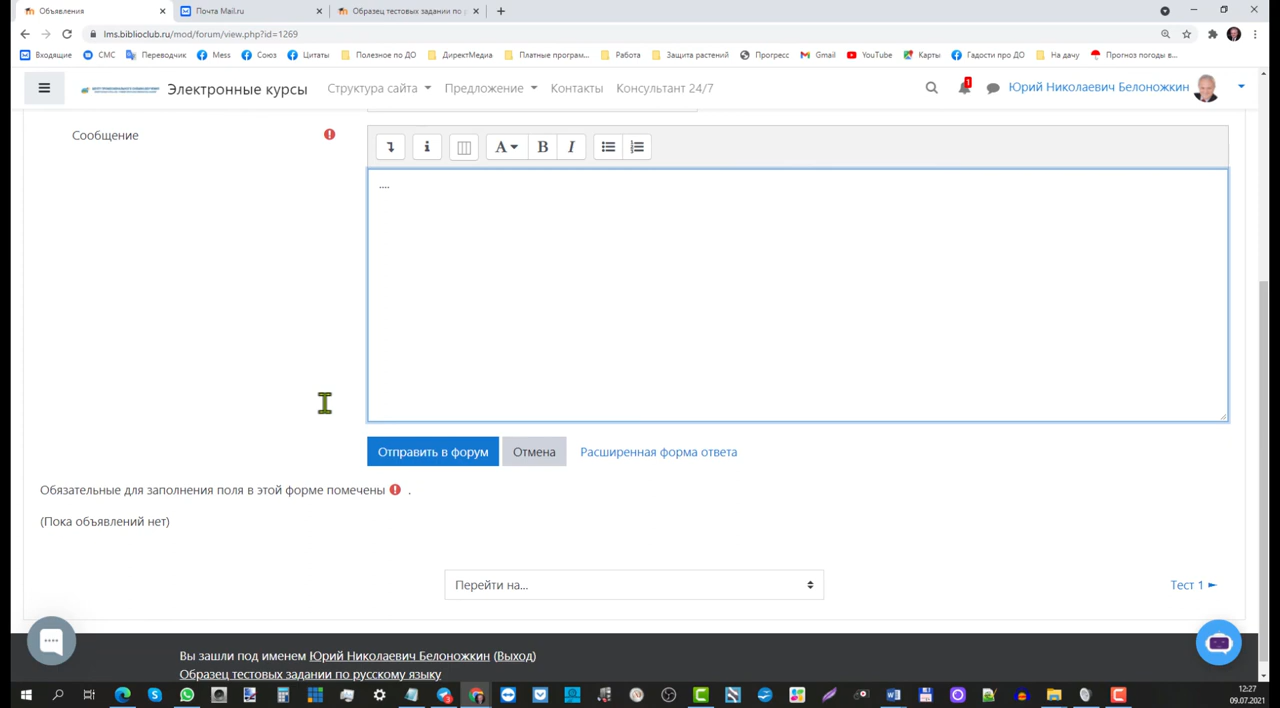 Объявления
Почта Mail.ru
Образец тестовых задании по
lms.biblioclub.ru/mod/forum/view.php?id=1269
Входящие СМС Переводчик Mess Союз Цитаты Полезное по ДО ДиректМедиа Платные програм... Работа Защита растений Прогресс Gmail YouTube Карты Гадости про ДО На дачу Прогноз погоды в...
Электронные курсы Структура сайта Предложение Контакты Консультант 24/7 1 Юрий Николаевич Белоножкин
Сообщение
A B I
....
Отправить в форум Отмена Расширенная форма ответа
Обязательные для заполнения поля в этой форме помечены .
(Пока объявлений нет)
Перейти на... Тест 1 ►
Вы зашли под именем Юрий Николаевич Белоножкин (Выход)
Образец тестовых задании по русскому языку
12:27
09.07.2021